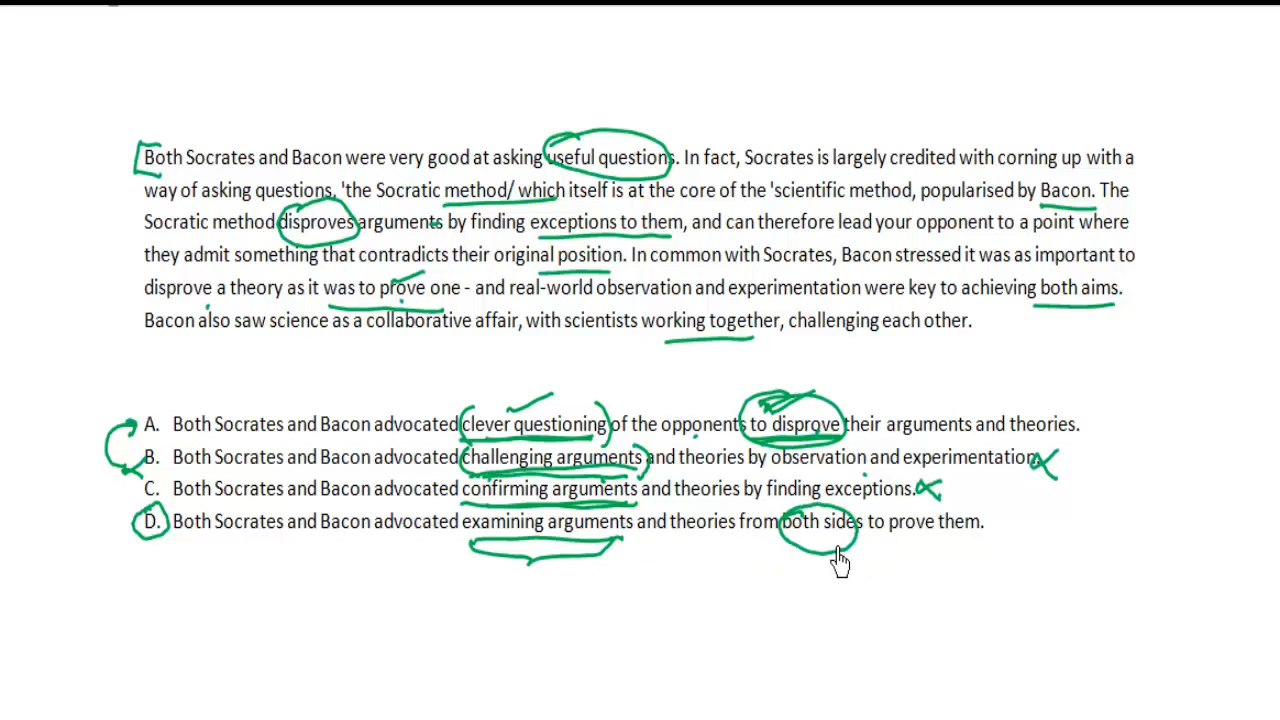 Both Socrates and Bacon were very good at asking useful questions. In fact, Socrates is largely credited with corning up with a
way of asking questions, 'the Socratic method/ which itself is at the core of the 'scientific method, popularised by Bacon. The
Socratic method disproves arguments by finding exceptions to them, and can therefore lead your opponent to a point where
they admit something that contradicts their original position. In common with Socrates, Bacon stressed it was as important to
disprove a theory as it was to prove one - and real-world observation and experimentation were key to achieving both aims.
Bacon also saw science as a collaborative affair, with scientists working together, challenging each other.
A. Both Socrates and Bacon advocated clever questioning of the opponents to disprove their arguments and theories.
B. Both Socrates and Bacon advocated challenging arguments and theories by observation and experimentation
C. Both Socrates and Bacon advocated confirming arguments and theories by finding exceptions.
D. Both Socrates and Bacon advocated examining arguments and theories from both sides to prove them.